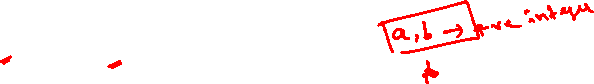 a, b → +ve integer